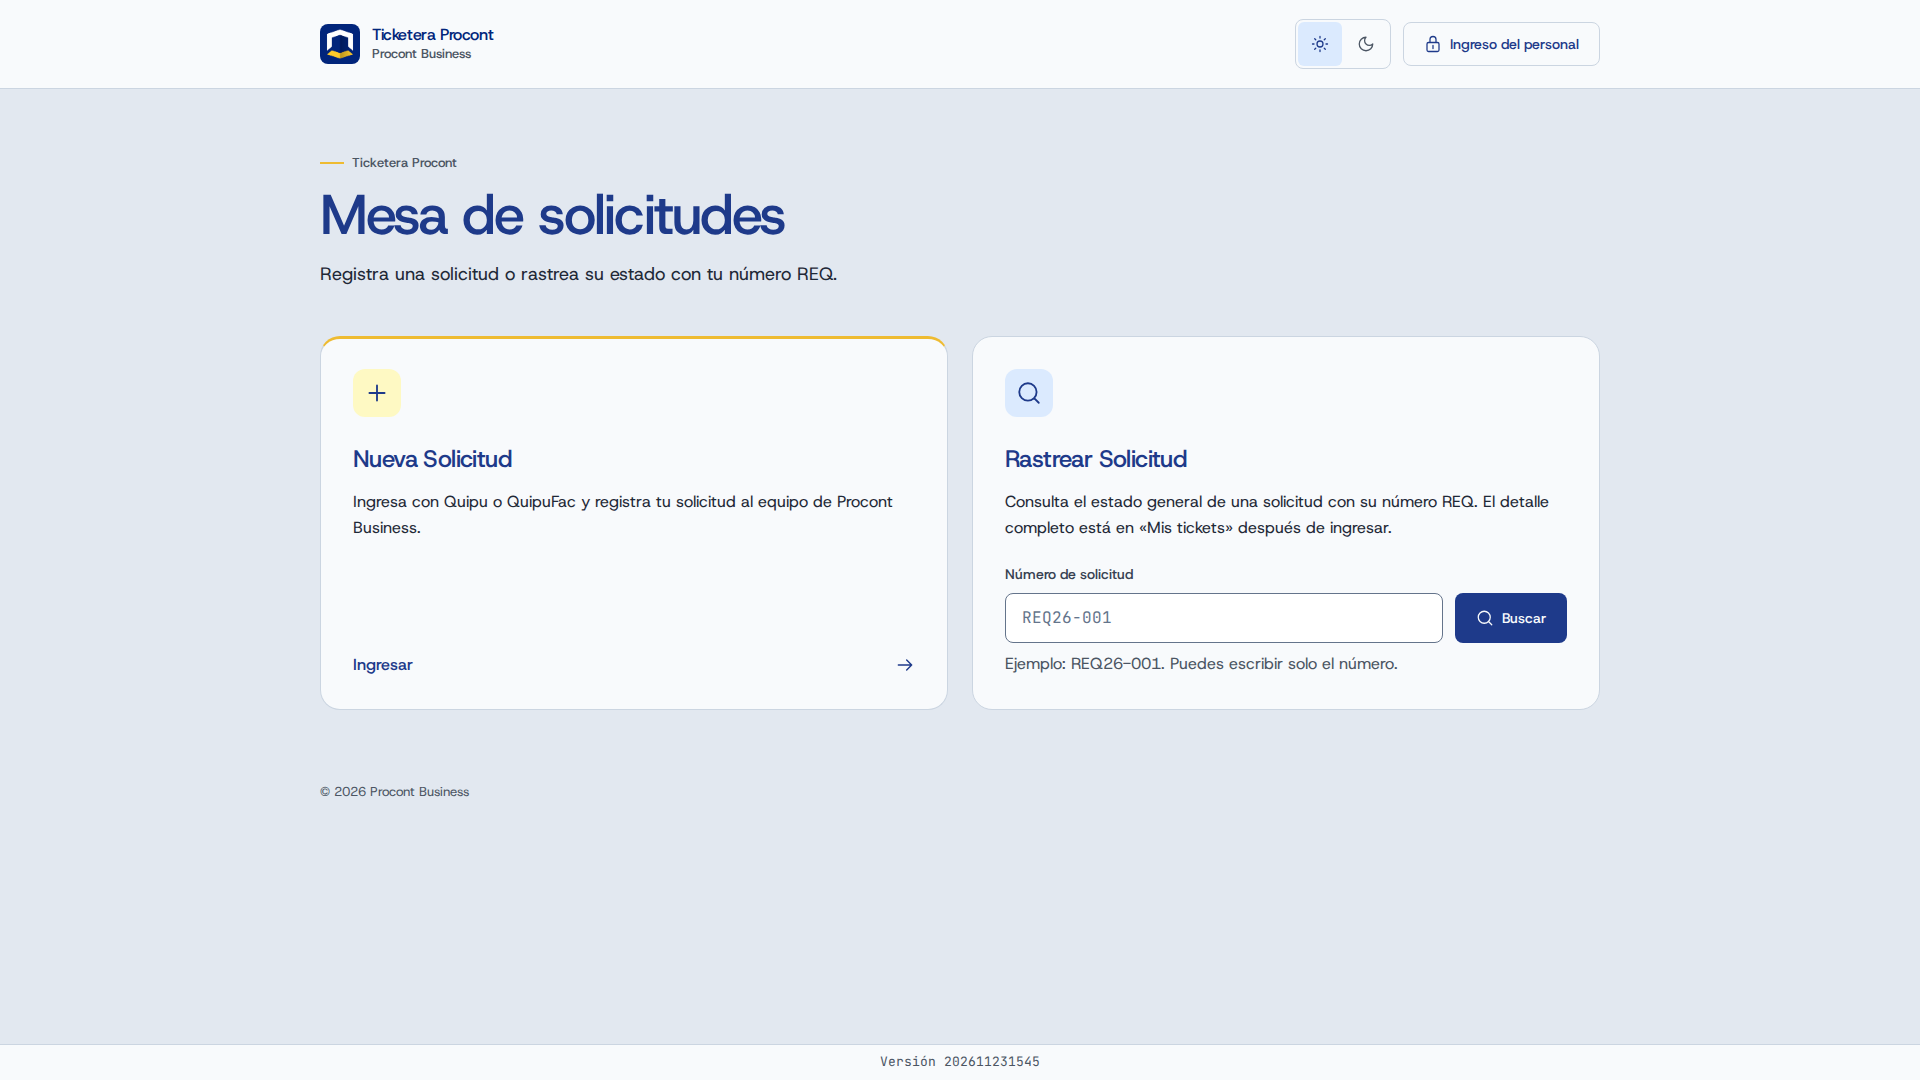 Ticketera Procont
Procont Business
Ingreso del personal
Ticketera Procont
Mesa de solicitudes
Registra una solicitud o rastrea su estado con tu número REQ.
Nueva Solicitud
Ingresa con Quipu o QuipuFac y registra tu solicitud al equipo de Procont
Business.
Ingresar
Rastrear Solicitud
Consulta el estado general de una solicitud con su número REQ. El detalle
completo está en «Mis tickets» después de ingresar.
Número de solicitud
REQ26-001
Buscar
Ejemplo: REQ26-001. Puedes escribir solo el número.
© 2026 Procont Business
Versión 202611231545